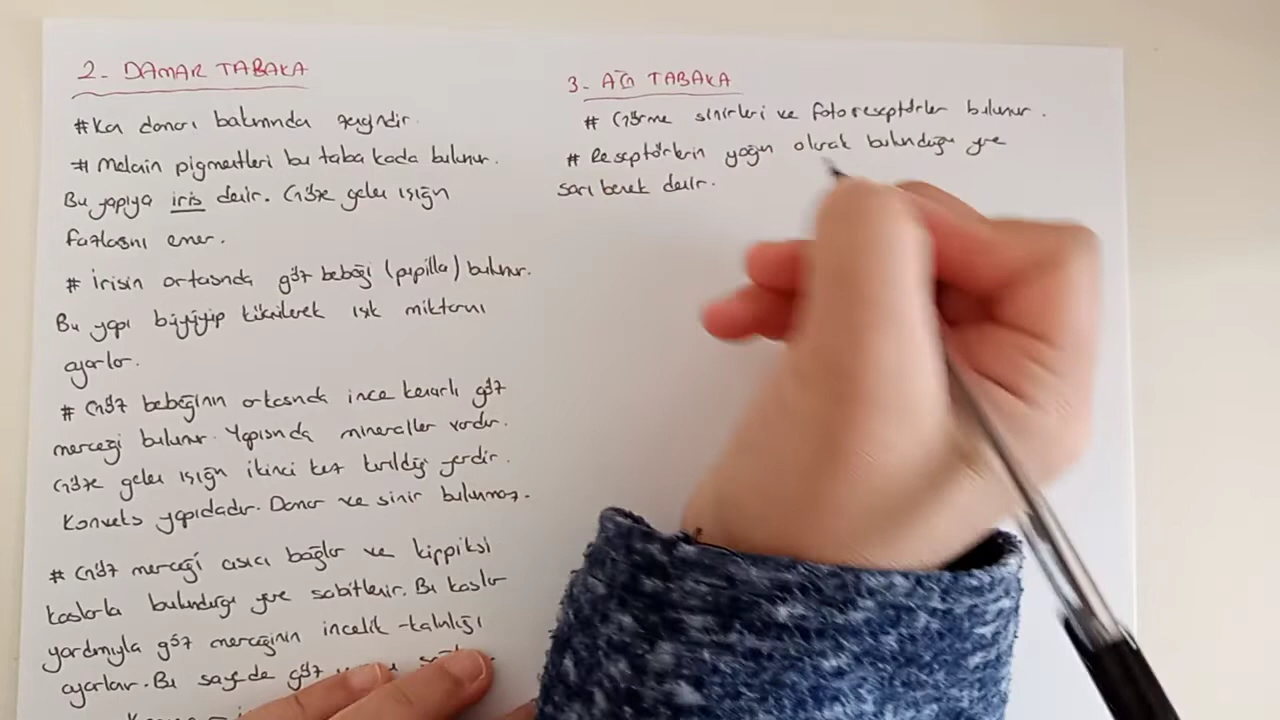 2- DAMAR TABAKA
#Kan damarı bakımından zengindir.
# Melanin pigmentleri bu tabakada bulunur.
Bu yapıya iris denir. Göze gelen ışığın
fazlasını emer.
# İrisin ortasında göz bebeği (pupilla) bulunur.
Bu yapı büyüyüp küçülerek ışık miktarını
ayarlar.
# Göz bebeğinin arkasında ince kenarlı göz
merceği bulunur. Yapısında mineraller vardır.
Göze gelen ışığın ikinci kez kırıldığı yerdir.
Konveks yapıdadır. Damar ve sinir bulunmaz.
# Göz merceği asıcı bağlar ve kirpiksi
kaslarla bulunduğu yere sabitlenir. Bu kaslar
yardımıyla göz merceğinin incelik-kalınlığı
ayarlanır. Bu sayede göz
3. AĞ TABAKA
# Görme sinirleri ve fotoreseptörler bulunur.
# Reseptörlerin yoğun olarak bulunduğu yere
sarı benek denir.